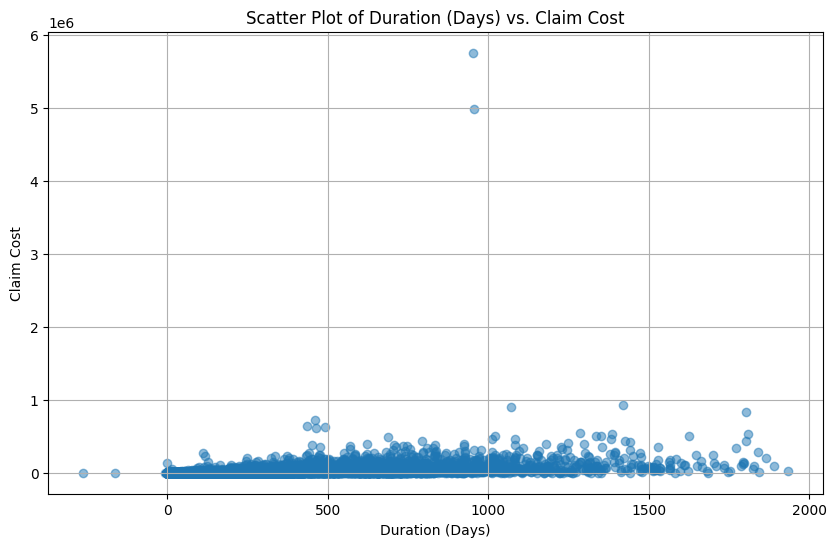 Scatter Plot of Duration (Days) vs. Claim Cost
1e6
6
5
4
3
2
1
0
Claim Cost
0 500 1000 1500 2000
Duration (Days)